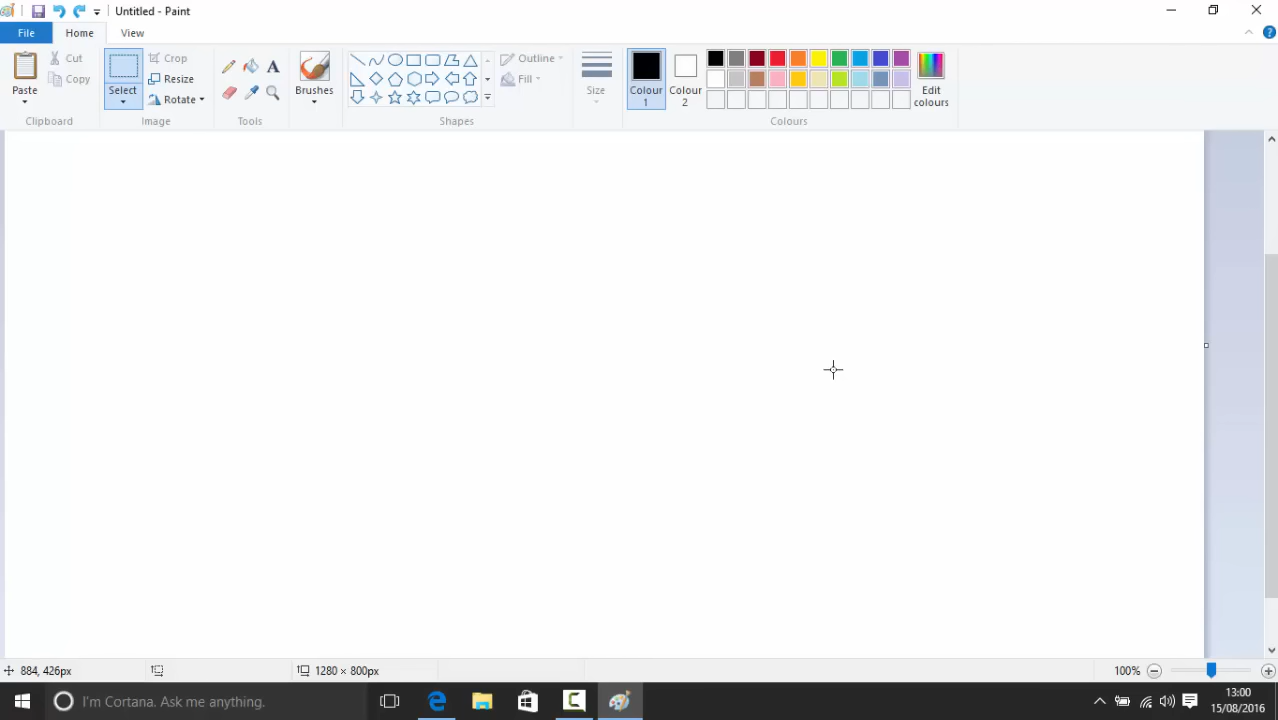 Untitled - Paint
File Home View
Paste
Cut
Copy
Clipboard
Select
Crop
Resize
Rotate
Image
A
Tools
Brushes
Outline
Fill
Shapes
Size
Colour
1
Colour
2
Edit
colours
Colours
884, 426px
1280 × 800px
100%
I'm Cortana. Ask me anything.
13:00
15/08/2016